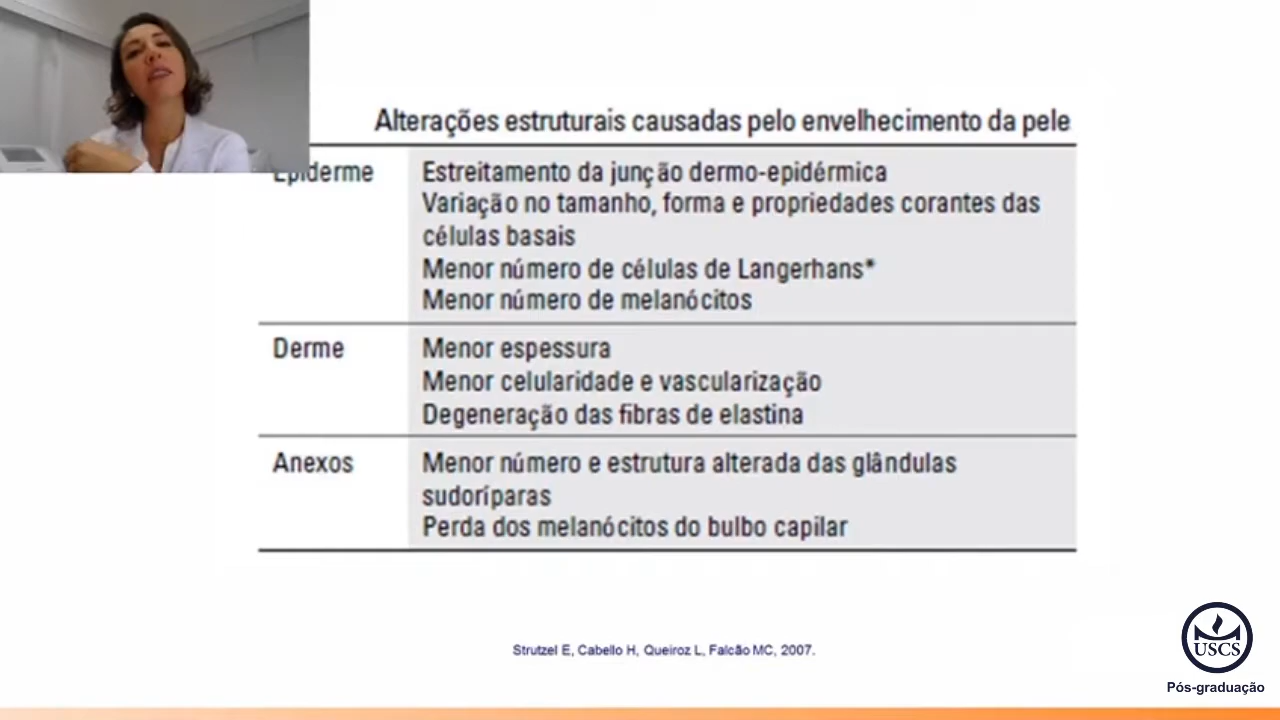 Alterações estruturais causadas pelo envelhecimento da pele
Epiderme
Estreitamento da junção dermo-epidérmica
Variação no tamanho, forma e propriedades corantes das
células basais
Menor número de células de Langerhans*
Menor número de melanócitos
Derme
Menor espessura
Menor celularidade e vascularização
Degeneração das fibras de elastina
Anexos
Menor número e estrutura alterada das glândulas
sudoríparas
Perda dos melanócitos do bulbo capilar
Strutzel E, Cabello H, Queiroz L, Falcão MC, 2007.
USCS
Pós-graduação